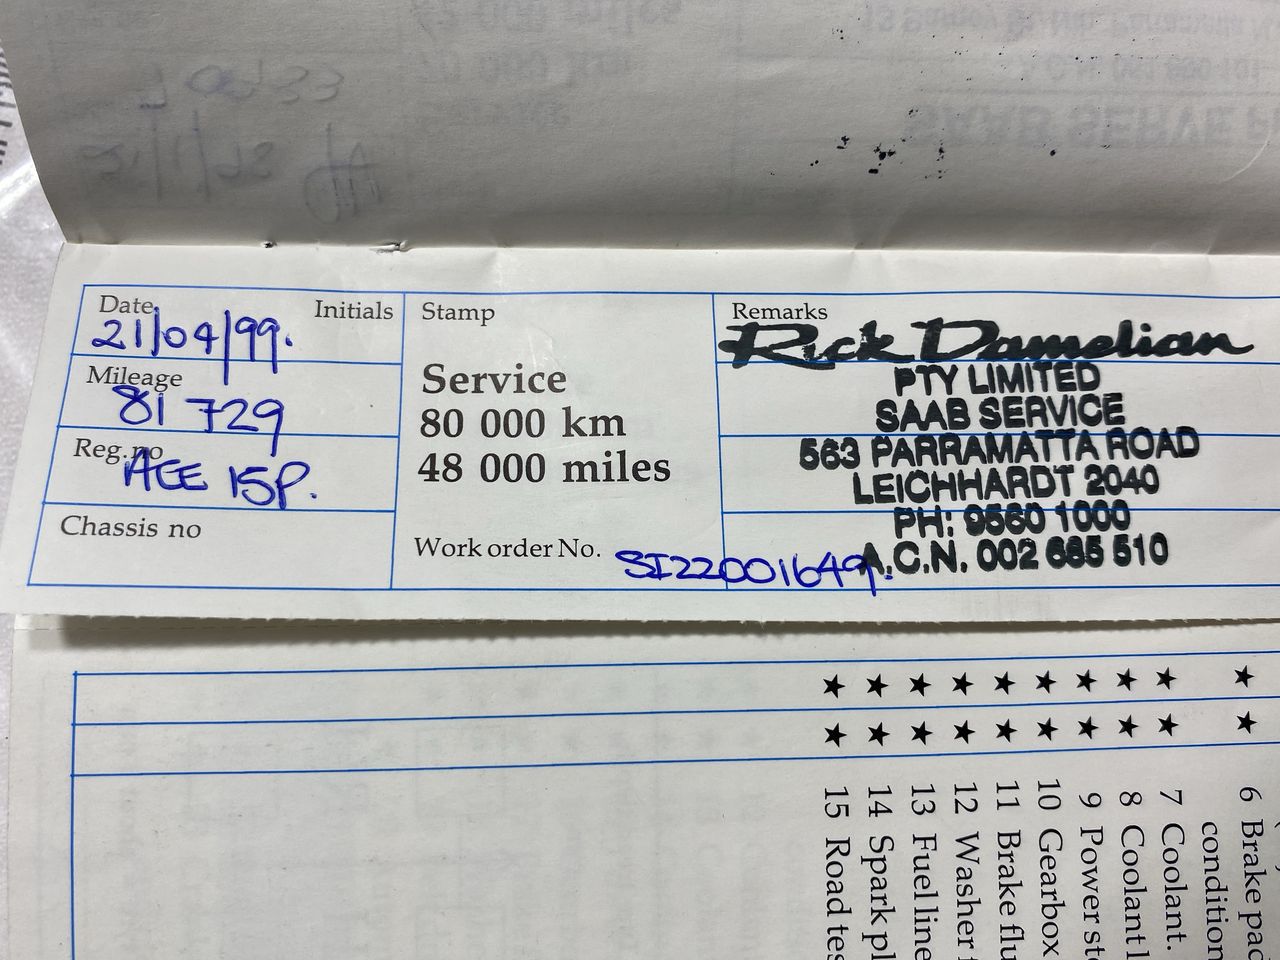 Date
Initials
21/04/99.
Mileage
81 729
Reg.no
ACE 15P.
Chassis no
Stamp
Service
80 000 km
48 000 miles
Work order No. SI22001649.
Remarks
Rick Damelian
PTY LIMITED
SAAB SERVICE
563 PARRAMATTA ROAD
LEICHHARDT 2040
PH: 9560 1000
A.C.N. 002 685 510
6 Brake pad
condition
7 Coolant.
8 Coolant l
9 Power ste
10 Gearbox
11 Brake flu
12 Washer f
13 Fuel line
14 Spark pl
15 Road tes